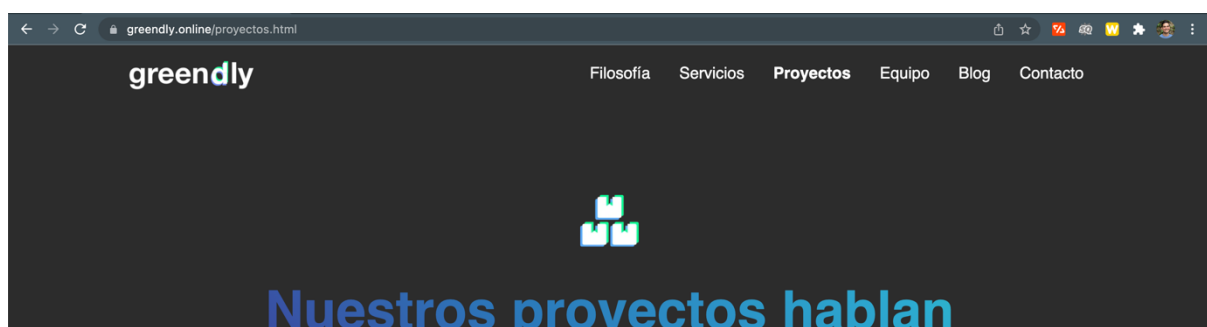 greendly.online/proyectos.html
greendly
Filosofía Servicios Proyectos Equipo Blog Contacto
Nuestros proyectos hablan